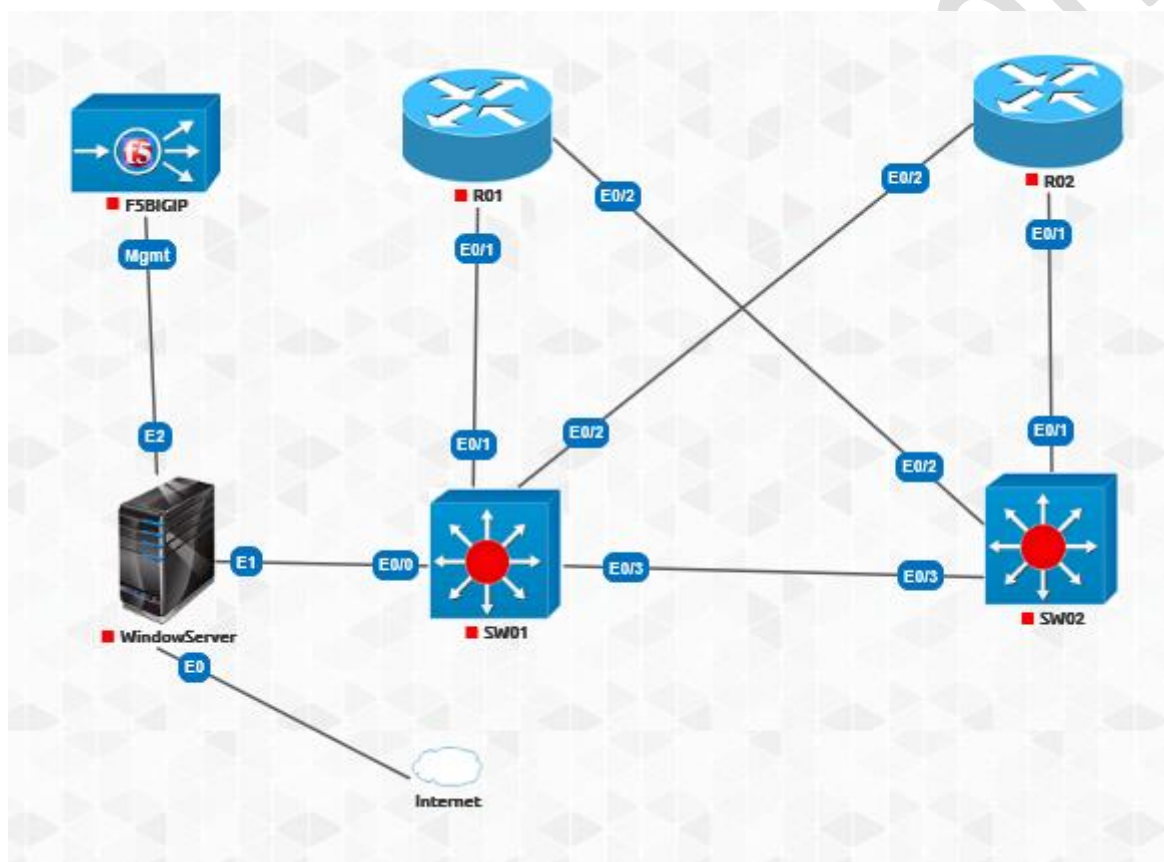 f5
F5BIGIP
Mgmt
E2
R01
E0/1
E0/2
R02
E0/2
E0/1
E0/1
E0/2
E0/2
E0/1
E1
E0/0
E0/3
E0/3
WindowServer
SW01
SW02
E0
Internet